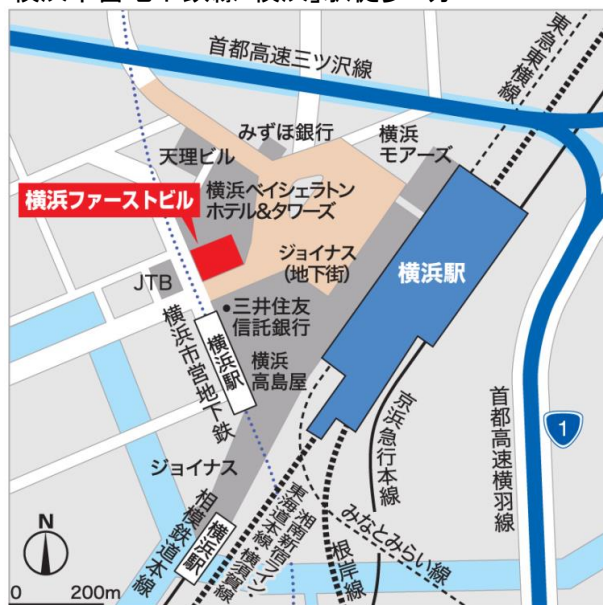 首都高速三ツ沢線
東急東横線
みずほ銀行
天理ビル
横浜
モアーズ
横浜ファーストビル
横浜ベイシェラトン
ホテル&タワーズ
ジョイナス
(地下街)
横浜駅
JTB
三井住友
信託銀行
横浜市営地下鉄
横浜駅
横浜
高島屋
京浜急行本線
首都高速横羽線
1
ジョイナス
相模鉄道本線
横浜駅
湘南新宿ライン
東海道本線・横須賀線
根岸線
みなとみらい線
N
0 200m